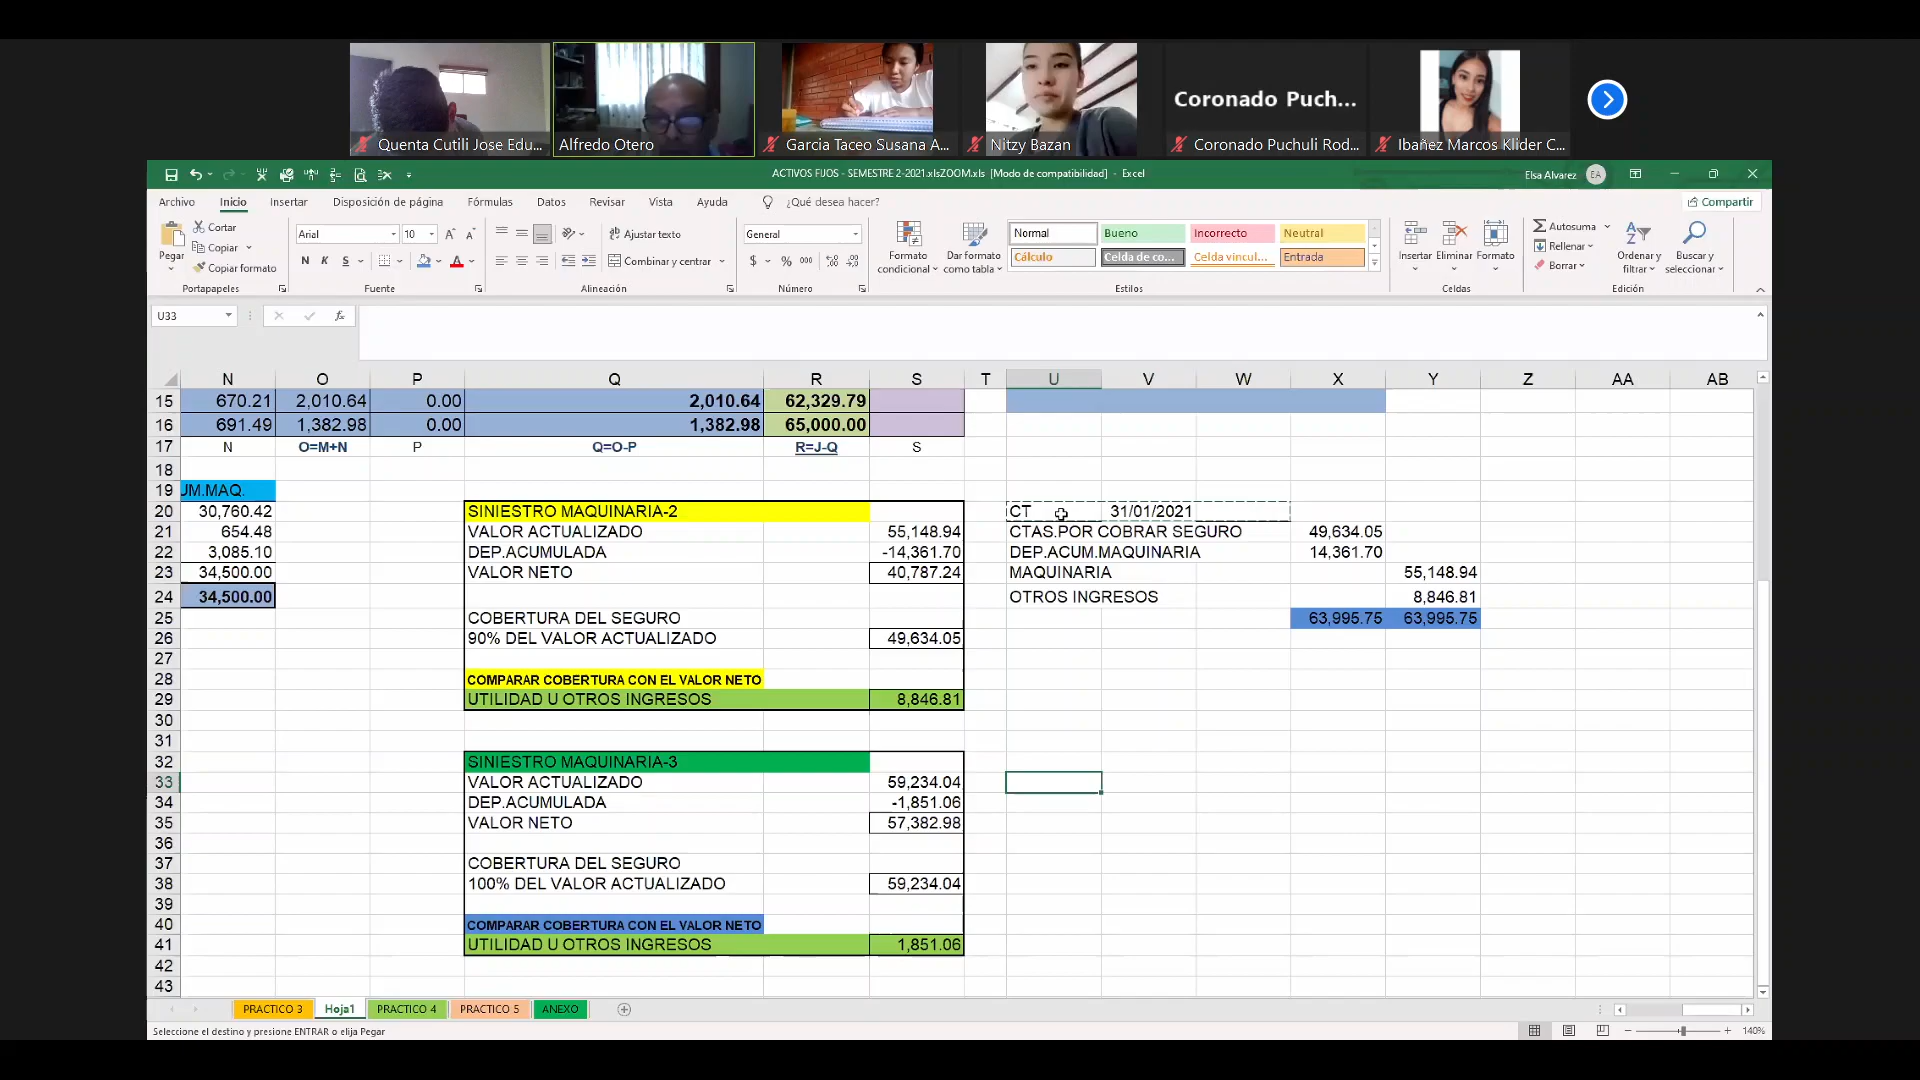 Coronado Puch...
Quenta Cutili Jose Edu...
Alfredo Otero
Garcia Taceo Susana A...
Nitzy Bazan
Coronado Puchuli Rod...
Ibañez Marcos Klider C...
ACTIVOS FIJOS - SEMESTRE 2-2021.xlsZOOM.xls [Modo de compatibilidad] - Excel
Elsa Alvarez EA
Archivo Inicio Insertar Disposición de página Fórmulas Datos Revisar Vista Ayuda ¿Qué desea hacer? Compartir
Pegar Cortar Copiar Copiar formato
Arial 10
N K S
Ajustar texto
Combinar y centrar
General
$ % 000
Formato condicional
Dar formato como tabla
Normal Bueno Incorrecto Neutral
Cálculo Celda de co... Celda vincul... Entrada
Insertar Eliminar Formato
Autosuma
Rellenar
Borrar
Ordenar y filtrar
Buscar y seleccionar
Portapapeles Fuente Alineación Número Estilos Celdas Edición
U33 fx
N O P Q R S T U V W X Y Z AA AB
15 670.21 2,010.64 0.00 2,010.64 62,329.79
16 691.49 1,382.98 0.00 1,382.98 65,000.00
17 N O=M+N P Q=O-P R=J-Q S
18
19 UM.MAQ.
20 30,760.42 SINIESTRO MAQUINARIA-2 CT 31/01/2021
21 654.48 VALOR ACTUALIZADO 55,148.94 CTAS.POR COBRAR SEGURO 49,634.05
22 3,085.10 DEP.ACUMULADA -14,361.70 DEP.ACUM.MAQUINARIA 14,361.70
23 34,500.00 VALOR NETO 40,787.24 MAQUINARIA 55,148.94
24 34,500.00 OTROS INGRESOS 8,846.81
25 COBERTURA DEL SEGURO 63,995.75 63,995.75
26 90% DEL VALOR ACTUALIZADO 49,634.05
27
28 COMPARAR COBERTURA CON EL VALOR NETO
29 UTILIDAD U OTROS INGRESOS 8,846.81
30
31
32 SINIESTRO MAQUINARIA-3
33 VALOR ACTUALIZADO 59,234.04
34 DEP.ACUMULADA -1,851.06
35 VALOR NETO 57,382.98
36
37 COBERTURA DEL SEGURO
38 100% DEL VALOR ACTUALIZADO 59,234.04
39
40 COMPARAR COBERTURA CON EL VALOR NETO
41 UTILIDAD U OTROS INGRESOS 1,851.06
42
43
PRACTICO 3 Hoja1 PRACTICO 4 PRACTICO 5 ANEXO
Seleccione el destino y presione ENTRAR o elija Pegar
140%